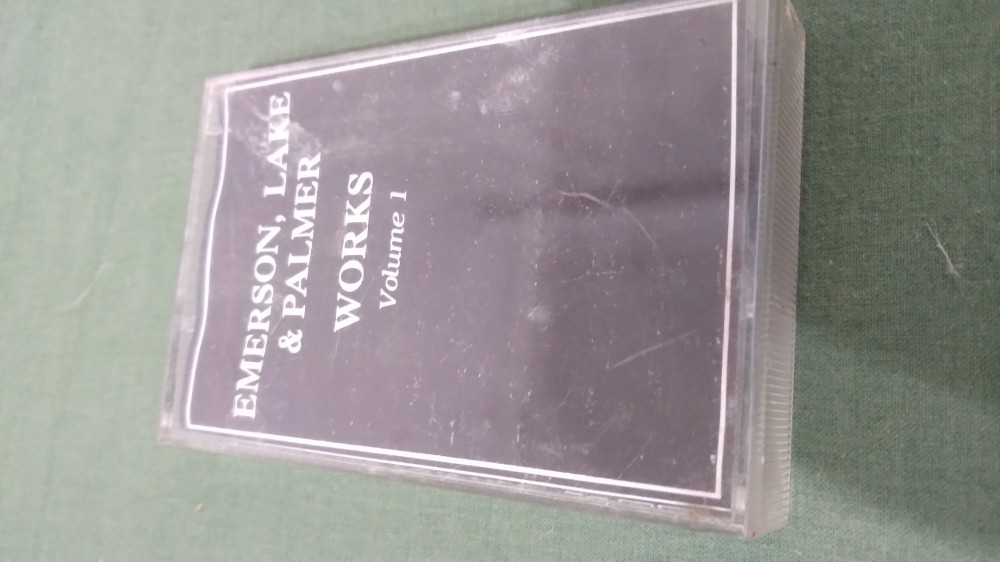 EMERSON, LAKE
& PALMER
WORKS
Volume 1